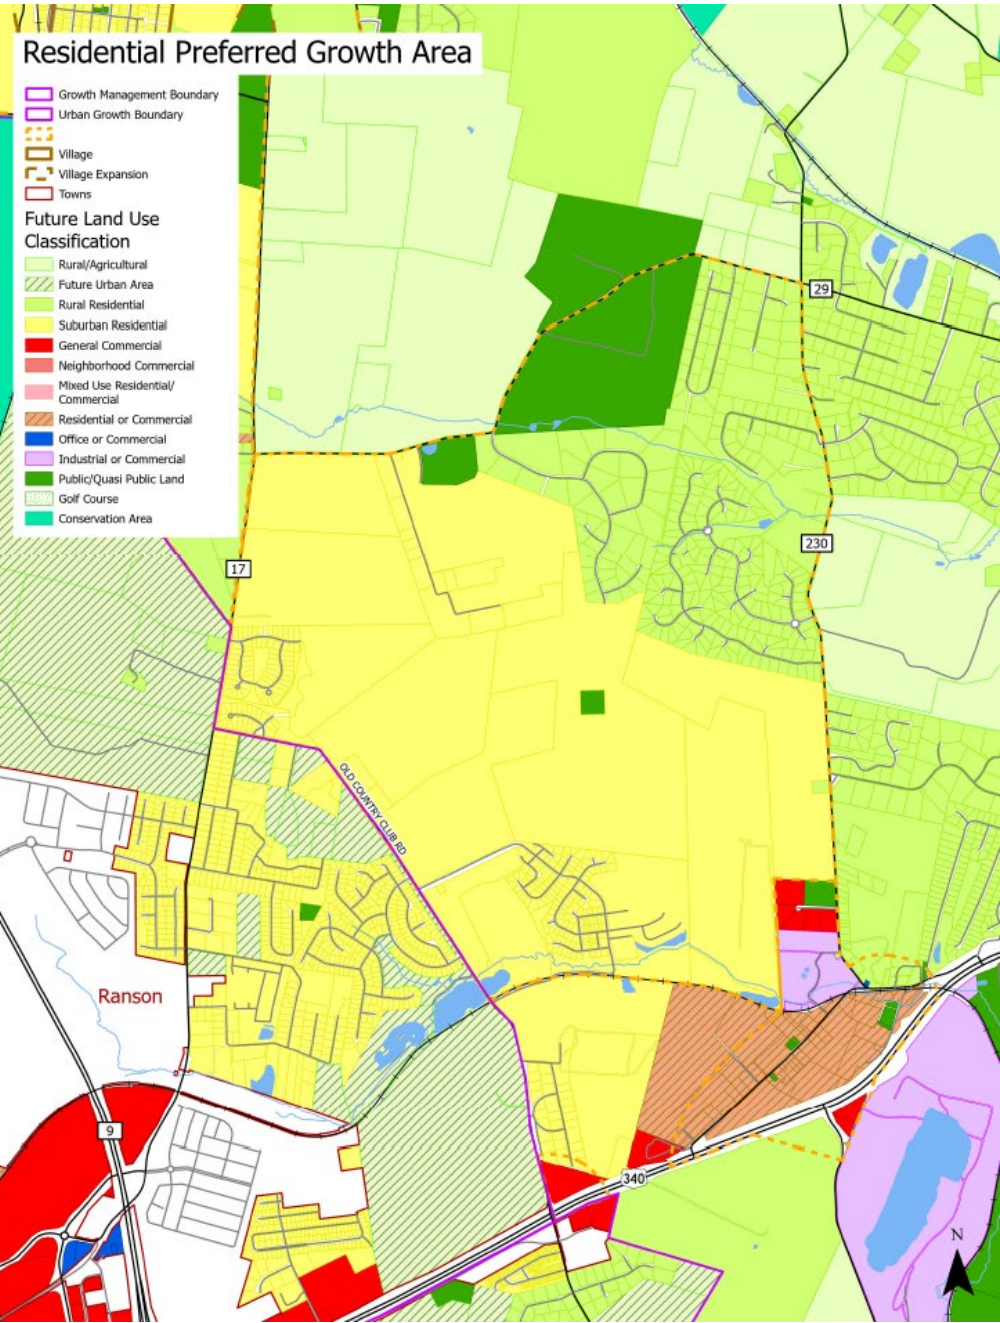 Residential Preferred Growth Area
Growth Management Boundary
Urban Growth Boundary
Village
Village Expansion
Towns
Future Land Use
Classification
Rural/Agricultural
Future Urban Area
Rural Residential
Suburban Residential
General Commercial
Neighborhood Commercial
Mixed Use Residential/
Commercial
Residential or Commercial
Office or Commercial
Industrial or Commercial
Public/Quasi Public Land
Golf Course
Conservation Area
29
230
17
OLD COUNTRY CLUB RD
Ranson
9
340
N